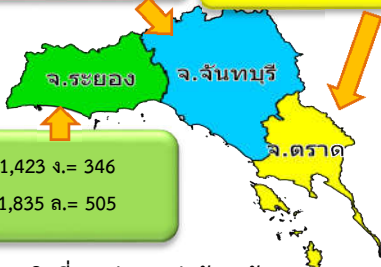 จ.ระยอง
จ.จันทบุรี
จ.ตราด
1,423 ง.= 346
1,835 ล.= 505